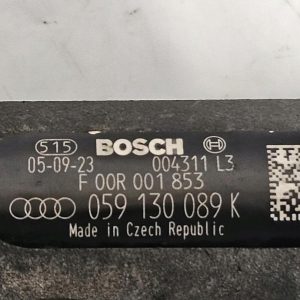 515 BOSCH
05-09-23 004311 L3
F 00R 001 853
059 130 089 K
Made in Czech Republic